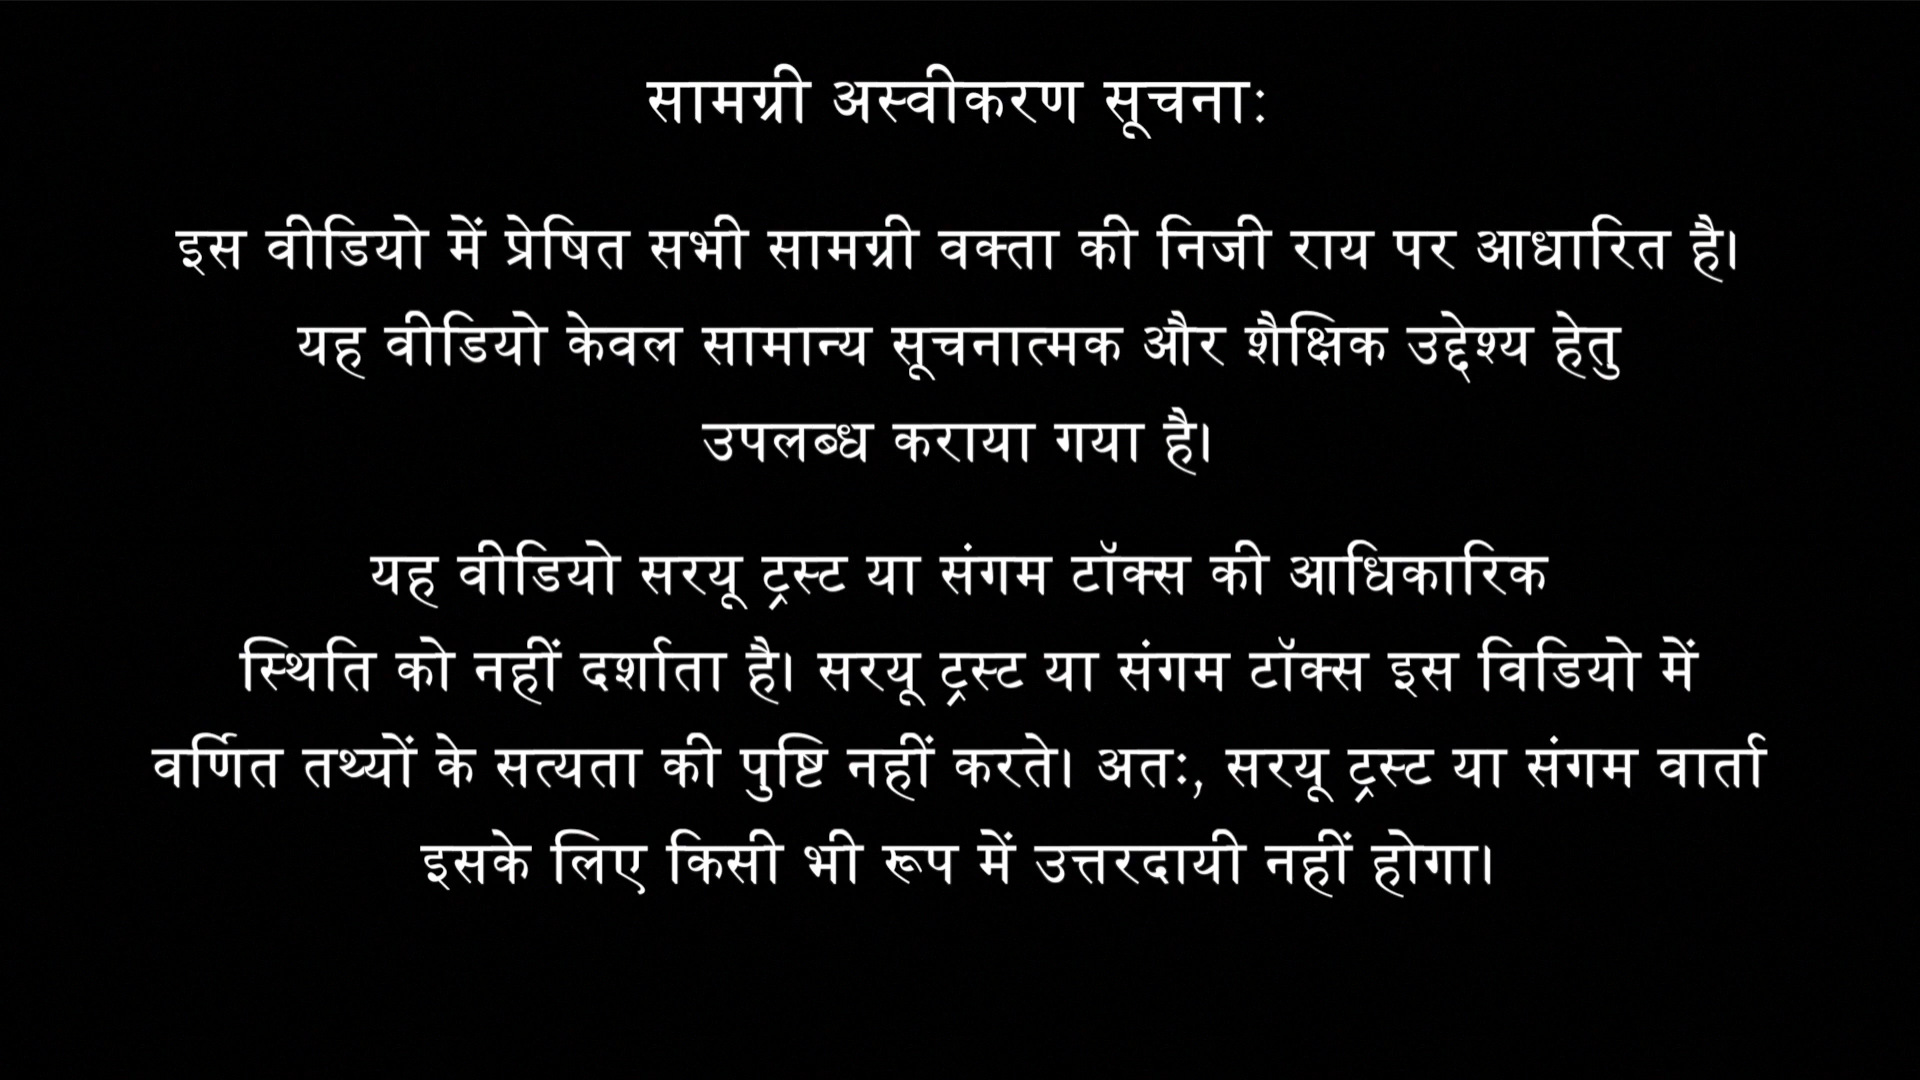 सामग्री अस्वीकरण सूचनाः
इस वीडियो में प्रेषित सभी सामग्री वक्ता की निजी राय पर आधारित है।
यह वीडियो केवल सामान्य सूचनात्मक और शैक्षिक उद्देश्य हेतु
उपलब्ध कराया गया है।
यह वीडियो सरयू ट्रस्ट या संगम टॉक्स की आधिकारिक
स्थिति को नहीं दर्शाता है। सरयू ट्रस्ट या संगम टॉक्स इस विडियो में
वर्णित तथ्यों के सत्यता की पुष्टि नहीं करते। अतः, सरयू ट्रस्ट या संगम वार्ता
इसके लिए किसी भी रूप में उत्तरदायी नहीं होगा।